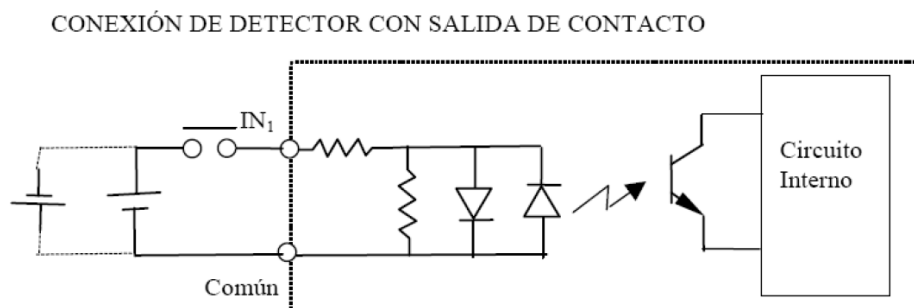 CONEXIÓN DE DETECTOR CON SALIDA DE CONTACTO
IN₁
Circuito
Interno
Común